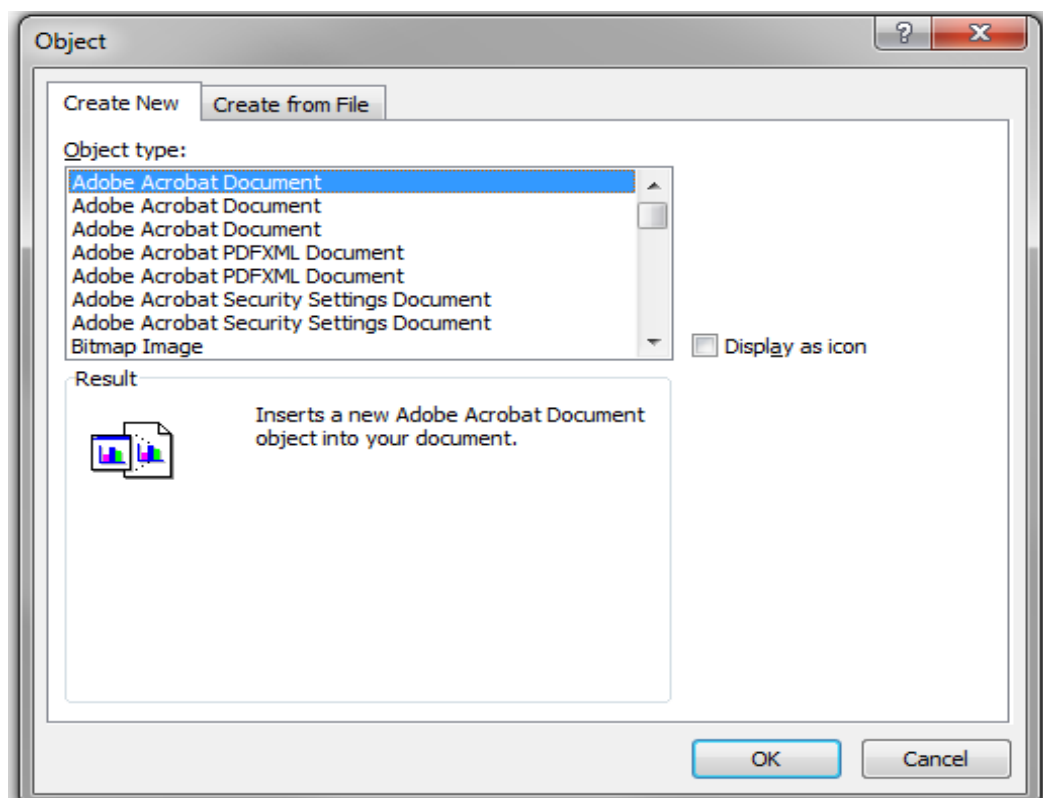 Object
Create New
Create from File
Object type:
Adobe Acrobat Document
Adobe Acrobat Document
Adobe Acrobat Document
Adobe Acrobat PDFXML Document
Adobe Acrobat PDFXML Document
Adobe Acrobat Security Settings Document
Adobe Acrobat Security Settings Document
Bitmap Image
Display as icon
Result
Inserts a new Adobe Acrobat Document
object into your document.
OK
Cancel